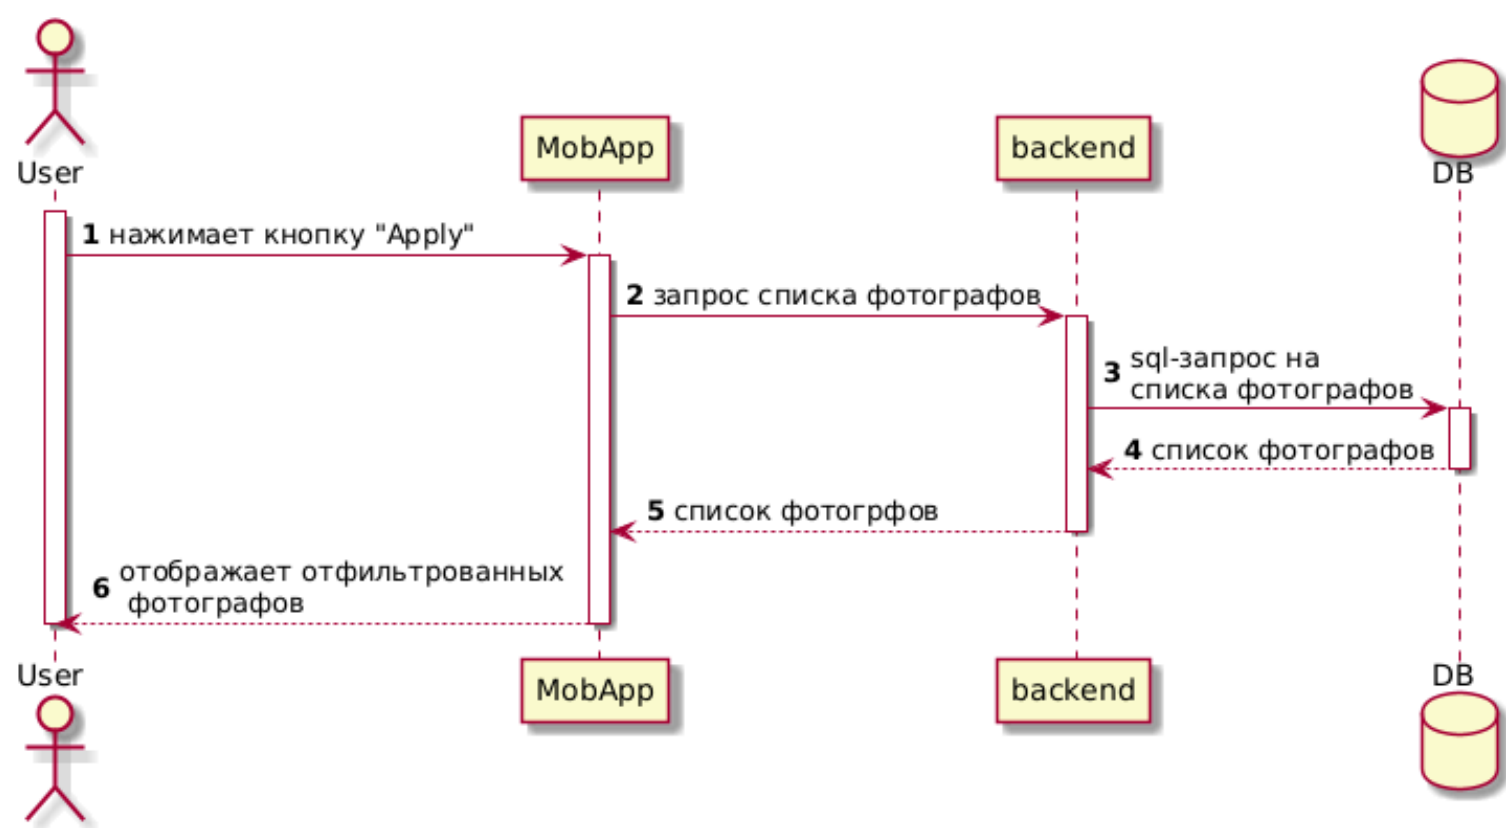 User
MobApp
backend
DB
1 нажимает кнопку "Apply"
2 запрос списка фотографов
3 sql-запрос на
списка фотографов
4 список фотографов
5 список фотогрфов
6 отображает отфильтрованных
фотографов
User
MobApp
backend
DB